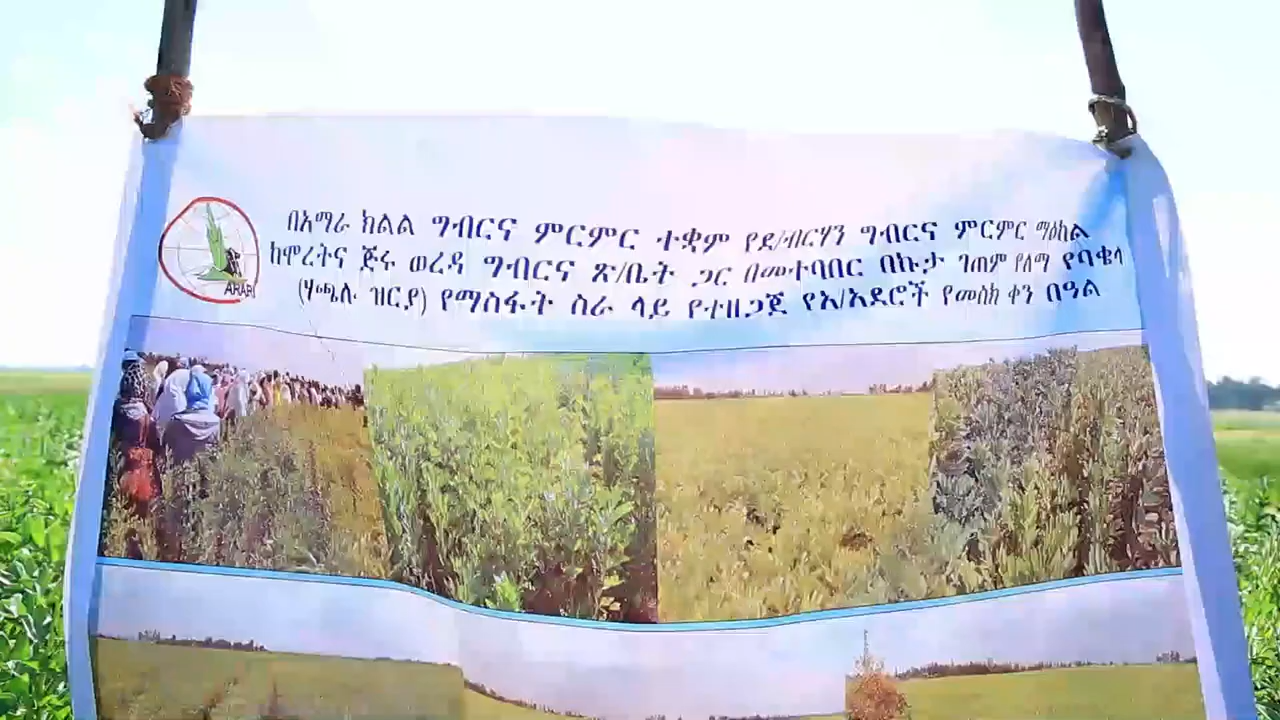 በአማራ ክልል ግብርና ምርምር ተቋም የደ/ብርሃን ግብርና ምርምር ማዕከል
ከሞረትና ጅሩ ወረዳ ግብርና ጽ/ቤት ጋር በመተባበር በኩታ ገጠም የለማ የባቄላ
(ሃጫሉ ዝርያ) የማስፋት ስራ ላይ የተዘጋጀ የአ/አደሮች የመስክ ቀን በዓል
ARARI